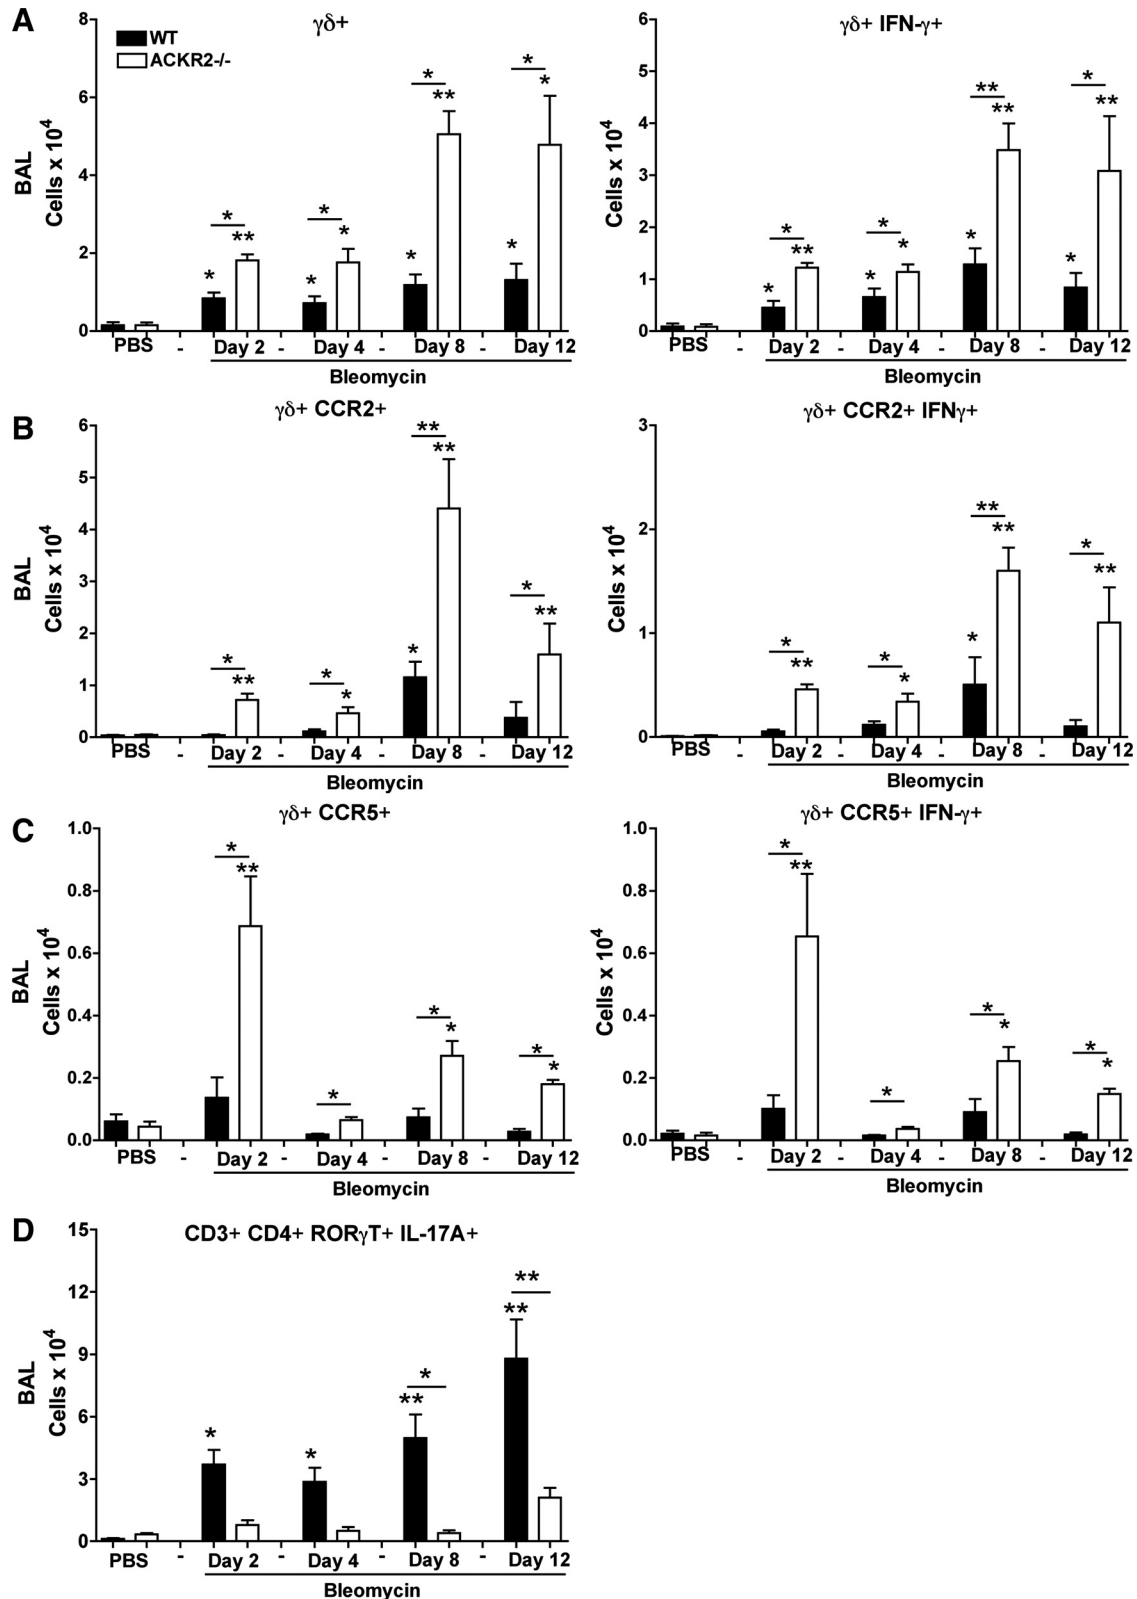 A
γδ+
WT
ACKR2-/-
BAL
Cells x 10⁴
8
6
4
2
0
* ** * * * * * ** * * * *
PBS - Day 2 - Day 4 - Day 8 - Day 12
Bleomycin
γδ+ IFN-γ+
Cells x 10⁴
6
5
4
3
2
1
0
* ** * * * * * ** ** * ** *
PBS - Day 2 - Day 4 - Day 8 - Day 12
Bleomycin
B
γδ+ CCR2+
BAL
Cells x 10⁴
6
5
4
3
2
1
0
** * * * * ** ** ** *
PBS - Day 2 - Day 4 - Day 8 - Day 12
Bleomycin
γδ+ CCR2+ IFNγ+
Cells x 10⁴
3
2
1
0
** * * * * ** ** ** *
PBS - Day 2 - Day 4 - Day 8 - Day 12
Bleomycin
C
γδ+ CCR5+
BAL
Cells x 10⁴
1.0
0.8
0.6
0.4
0.2
0.0
** * * * * * *
PBS - Day 2 - Day 4 - Day 8 - Day 12
Bleomycin
γδ+ CCR5+ IFN-γ+
Cells x 10⁴
1.0
0.8
0.6
0.4
0.2
0.0
** * * * * * *
PBS - Day 2 - Day 4 - Day 8 - Day 12
Bleomycin
D
CD3+ CD4+ RORγT+ IL-17A+
BAL
Cells x 10⁴
15
12
9
6
3
0
* * ** * ** **
PBS - Day 2 - Day 4 - Day 8 - Day 12
Bleomycin